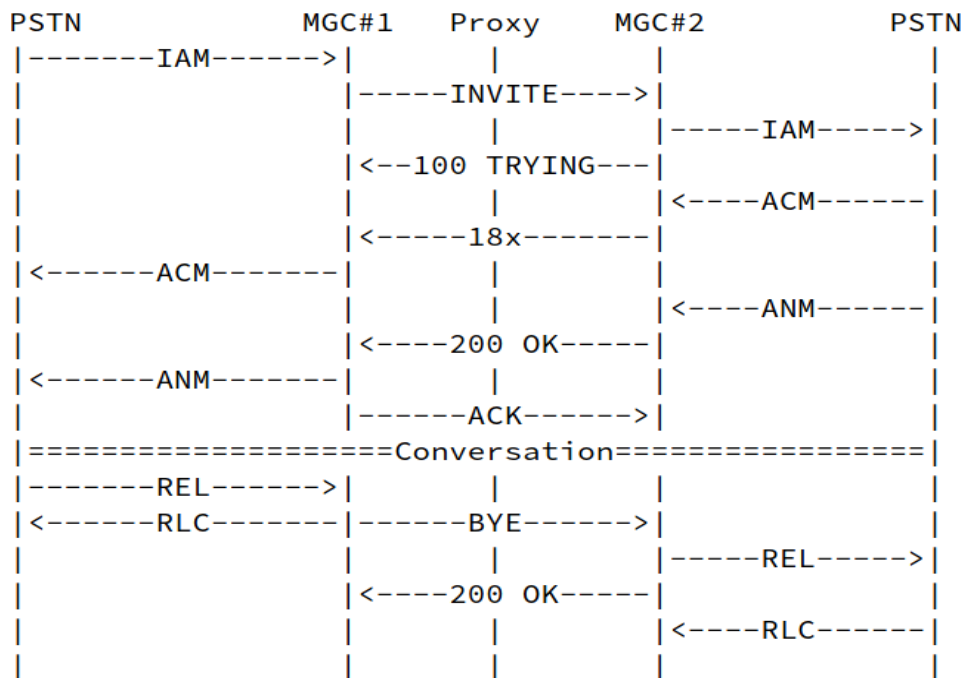 PSTN MGC#1 Proxy MGC#2 PSTN
|-------IAM------>| | | |
| |-----INVITE---->| |
| | | |-----IAM----->|
| |<--100 TRYING---| |
| | | |<----ACM------|
| |<-----18x-------| |
|<------ACM-------| | | |
| | | |<----ANM------|
| |<----200 OK-----| |
|<------ANM-------| | | |
| |------ACK------>| |
|====================Conversation=================|
|-------REL------>| | | |
|<------RLC-------|------BYE------>| |
| | | |-----REL----->|
| |<----200 OK-----| |
| | | |<----RLC------|
| | | | |